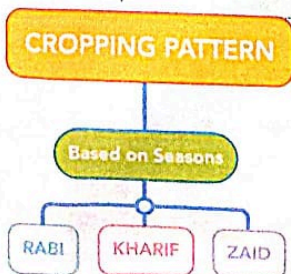 CROPPING PATTERN
Based on Seasons
RABI
KHARIF
ZAID